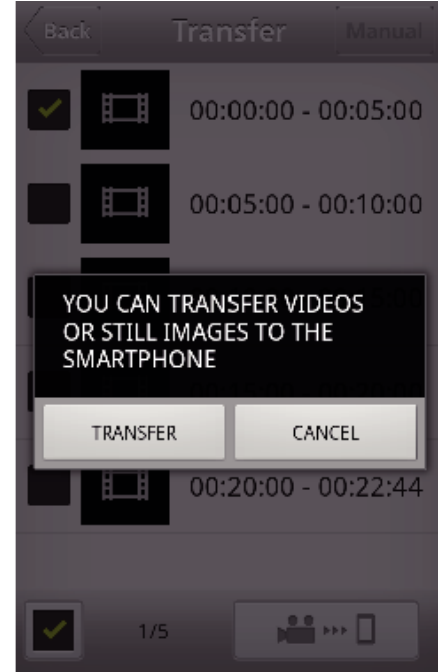 Back Transfer Manual
00:00:00 - 00:05:00
00:05:00 - 00:10:00
YOU CAN TRANSFER VIDEOS
OR STILL IMAGES TO THE
SMARTPHONE
TRANSFER CANCEL
00:20:00 - 00:22:44
1/5